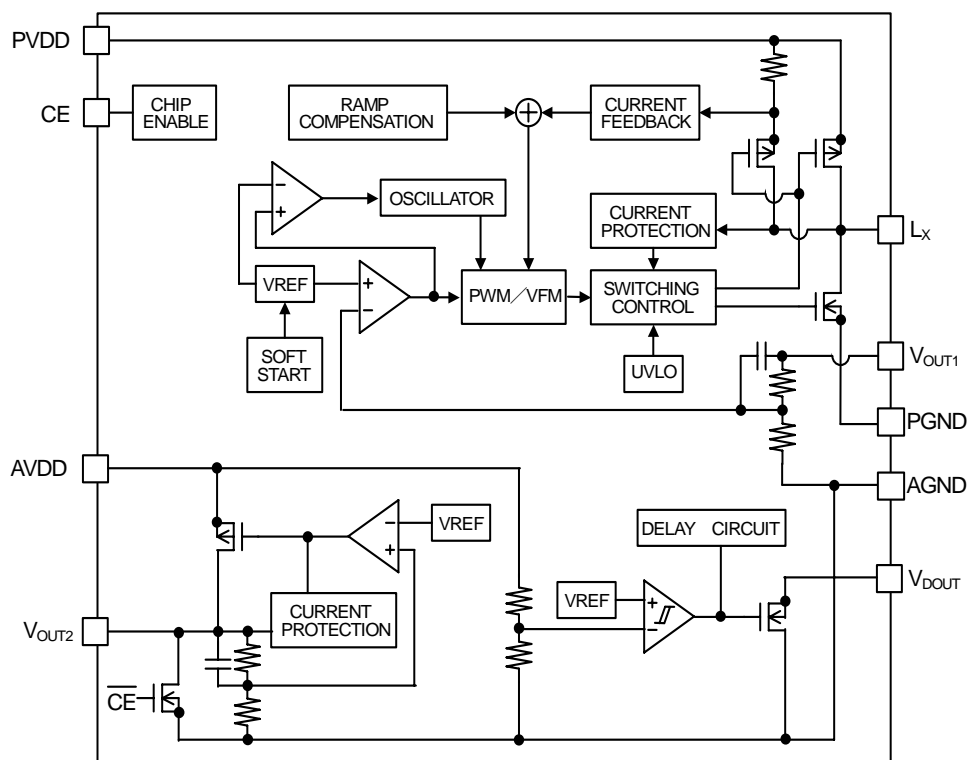 PVDD
CE
CHIP
ENABLE
RAMP
COMPENSATION
+
CURRENT
FEEDBACK
−
+
OSCILLATOR
CURRENT
PROTECTION
LX
VREF
+
−
PWM/VFM
SWITCHING
CONTROL
SOFT
START
UVLO
VOUT1
PGND
AVDD
AGND
−
+
VREF
DELAY CIRCUIT
VREF
+
−
VDOUT
CURRENT
PROTECTION
VOUT2
CE